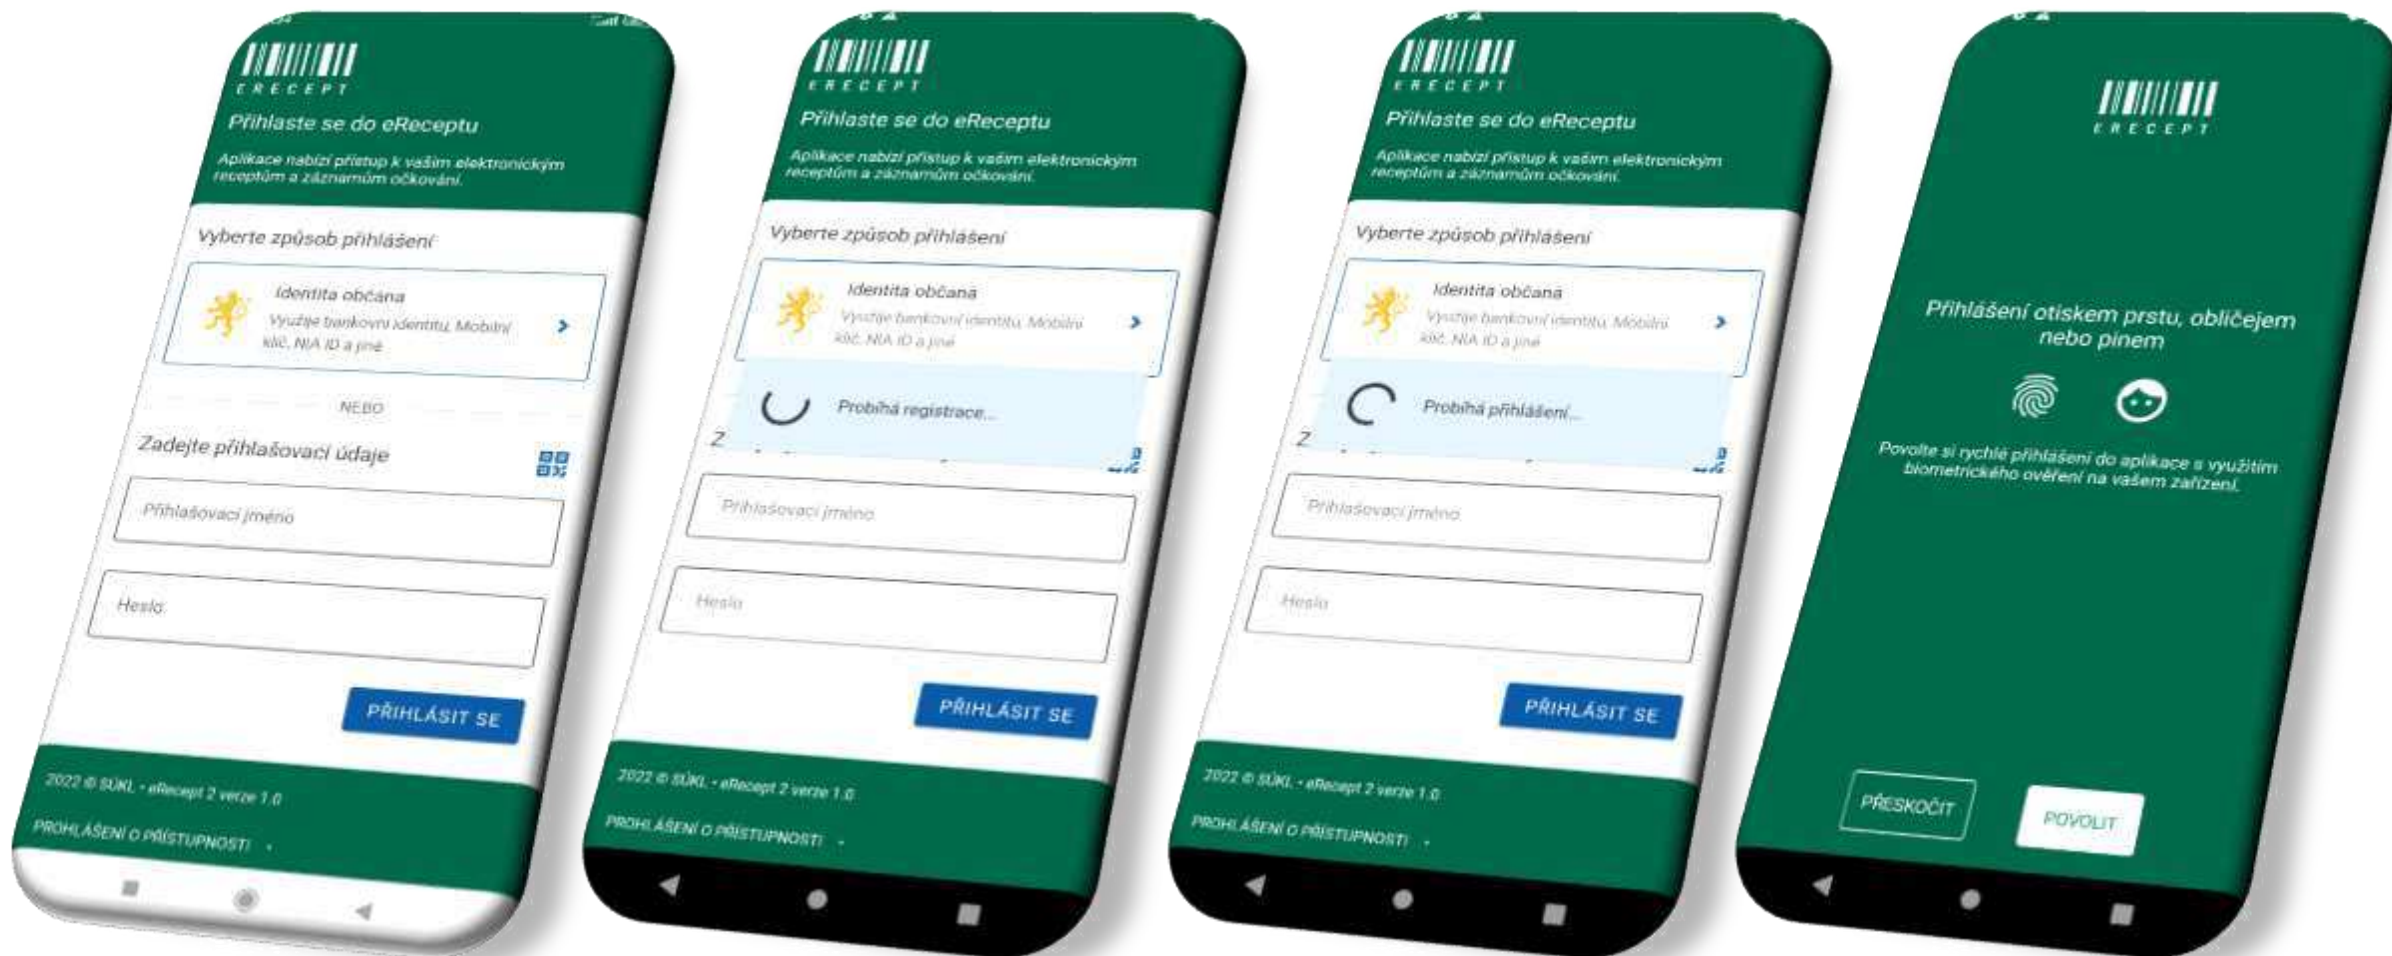 ERECEPT
Přihlaste se do eReceptu
Aplikace nabízí přístup k vašim elektronickým
receptům a záznamům očkování.
Vyberte způsob přihlášení
Identita občana
Využije bankovní identitu, Mobilní
klíč, NIA ID a jiné
NEBO
Zadejte přihlašovací údaje
Přihlašovací jméno
Heslo
PŘIHLÁSIT SE
2022 © SÚKL • eRecept 2 verze 1.0
PROHLÁŠENÍ O PŘÍSTUPNOSTI
ERECEPT
Přihlaste se do eReceptu
Aplikace nabízí přístup k vašim elektronickým
receptům a záznamům očkování.
Vyberte způsob přihlášení
Identita občana
Využije bankovní identitu, Mobilní
klíč, NIA ID a jiné
Probíhá registrace...
Z
Přihlašovací jméno
Heslo
PŘIHLÁSIT SE
2022 © SÚKL • eRecept 2 verze 1.0
PROHLÁŠENÍ O PŘÍSTUPNOSTI
ERECEPT
Přihlaste se do eReceptu
Aplikace nabízí přístup k vašim elektronickým
receptům a záznamům očkování.
Vyberte způsob přihlášení
Identita občana
Využije bankovní identitu, Mobilní
klíč, NIA ID a jiné
Probíhá přihlášení...
Z
Přihlašovací jméno
Heslo
PŘIHLÁSIT SE
2022 © SÚKL • eRecept 2 verze 1.0
PROHLÁŠENÍ O PŘÍSTUPNOSTI
ERECEPT
Přihlášení otiskem prstu, obličejem
nebo pinem
Povolte si rychlé přihlášení do aplikace s využitím
biometrického ověření na vašem zařízení.
PŘESKOČIT
POVOLIT